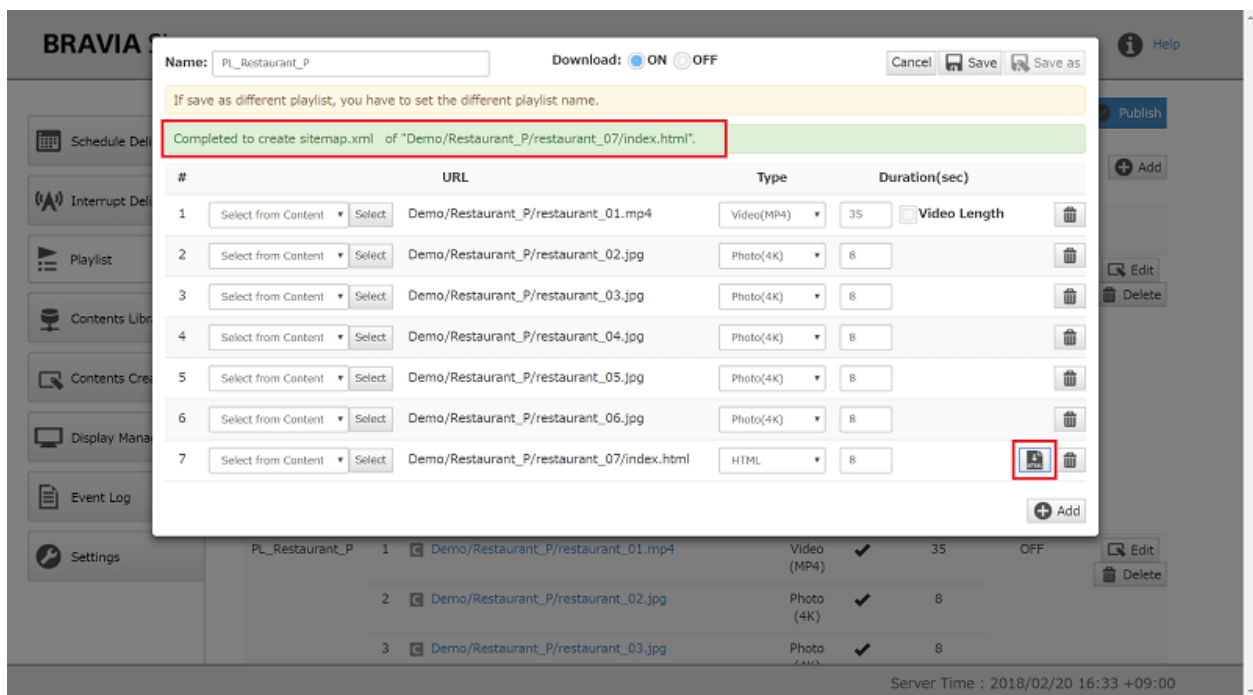 BRAVIA
Help
Name: PL_Restaurant_P Download: ON OFF Cancel Save Save as
If save as different playlist, you have to set the different playlist name.
Publish
Completed to create sitemap.xml of "Demo/Restaurant_P/restaurant_07/index.html".
Schedule Deli
Add
# URL Type Duration(sec)
Interrupt Deli
1 Select from Content Select Demo/Restaurant_P/restaurant_01.mp4 Video(MP4) 35 Video Length
Playlist
2 Select from Content Select Demo/Restaurant_P/restaurant_02.jpg Photo(4K) 8
Edit
3 Select from Content Select Demo/Restaurant_P/restaurant_03.jpg Photo(4K) 8
Delete
Contents Libr
4 Select from Content Select Demo/Restaurant_P/restaurant_04.jpg Photo(4K) 8
Contents Crea
5 Select from Content Select Demo/Restaurant_P/restaurant_05.jpg Photo(4K) 8
6 Select from Content Select Demo/Restaurant_P/restaurant_06.jpg Photo(4K) 8
Display Mana
7 Select from Content Select Demo/Restaurant_P/restaurant_07/index.html HTML 8
Event Log
Add
Settings
PL_Restaurant_P 1 Demo/Restaurant_P/restaurant_01.mp4 Video 35 OFF Edit
(MP4)
Delete
2 Demo/Restaurant_P/restaurant_02.jpg Photo 8
(4K)
3 Demo/Restaurant_P/restaurant_03.jpg Photo 8
Server Time : 2018/02/20 16:33 +09:00